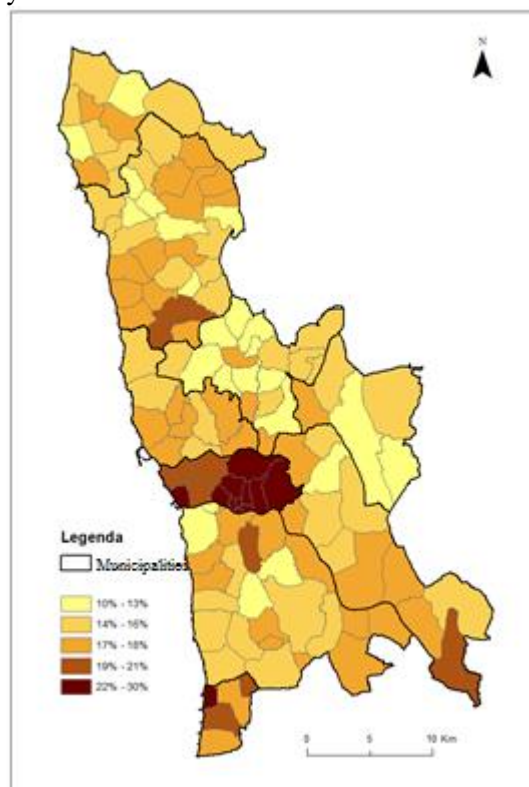 y
N
Legenda
Municipalities
10% - 13%
14% - 16%
17% - 18%
19% - 21%
22% - 30%
0 5 10 Km